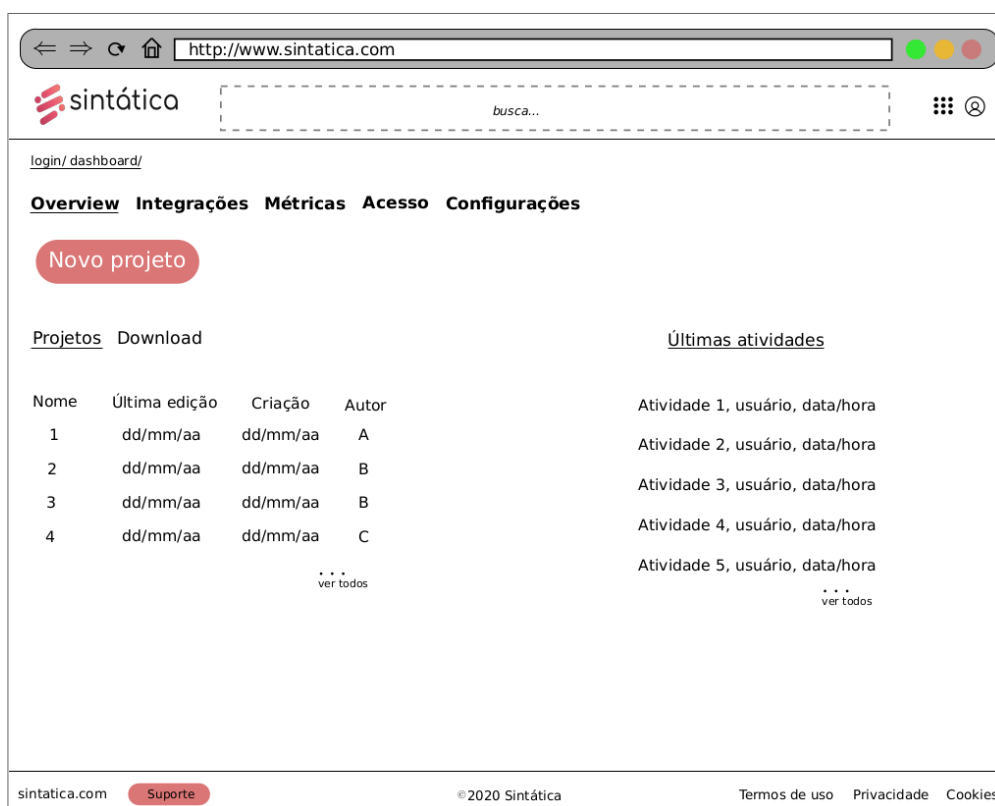 http://www.sintatica.com
sintática
busca...
login/ dashboard/
Overview Integrações Métricas Acesso Configurações
Novo projeto
Projetos Download
Últimas atividades
Nome Última edição Criação Autor
1 dd/mm/aa dd/mm/aa A
2 dd/mm/aa dd/mm/aa B
3 dd/mm/aa dd/mm/aa B
4 dd/mm/aa dd/mm/aa C
. . .
ver todos
Atividade 1, usuário, data/hora
Atividade 2, usuário, data/hora
Atividade 3, usuário, data/hora
Atividade 4, usuário, data/hora
Atividade 5, usuário, data/hora
. . .
ver todos
sintatica.com Suporte ©2020 Sintática Termos de uso Privacidade Cookies